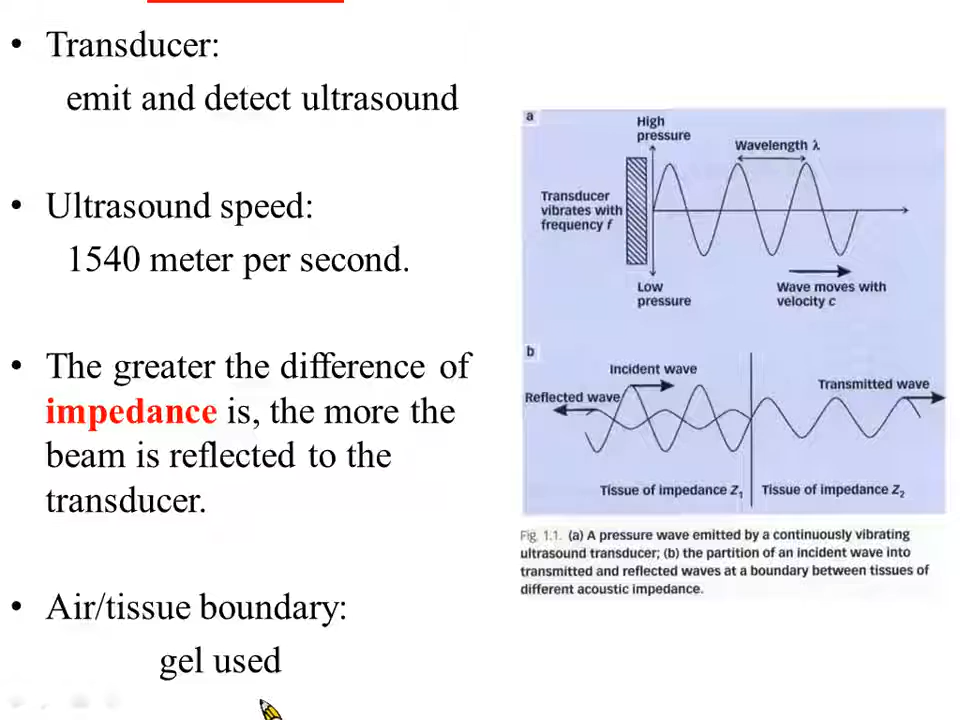 • Transducer:
emit and detect ultrasound
• Ultrasound speed:
1540 meter per second.
• The greater the difference of
impedance is, the more the
beam is reflected to the
transducer.
• Air/tissue boundary:
gel used
a
High
pressure
Wavelength λ
Transducer
vibrates with
frequency f
Low
pressure
Wave moves with
velocity c
b
Incident wave
Reflected wave
Transmitted wave
Tissue of impedance Z₁
Tissue of impedance Z₂
Fig. 1.1. (a) A pressure wave emitted by a continuously vibrating
ultrasound transducer; (b) the partition of an incident wave into
transmitted and reflected waves at a boundary between tissues of
different acoustic impedance.